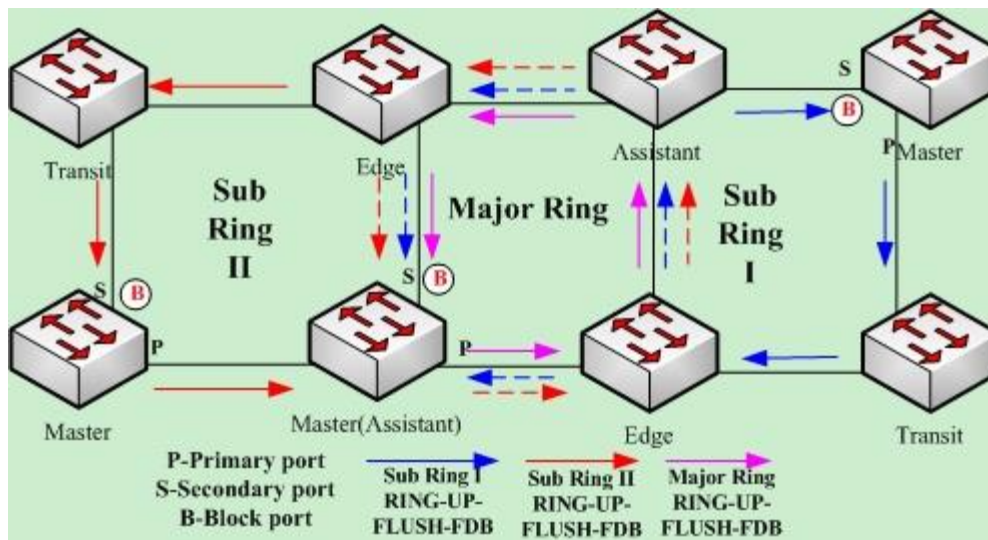 S
B
Transit
Edge
Assistant
P
Master
Sub
Ring
II
Major Ring
Sub
Ring
I
S
B
S
B
P
P
Master
Master(Assistant)
Edge
Transit
P-Primary port
S-Secondary port
B-Block port
Sub Ring I
RING-UP-
FLUSH-FDB
Sub Ring II
RING-UP-
FLUSH-FDB
Major Ring
RING-UP-
FLUSH-FDB